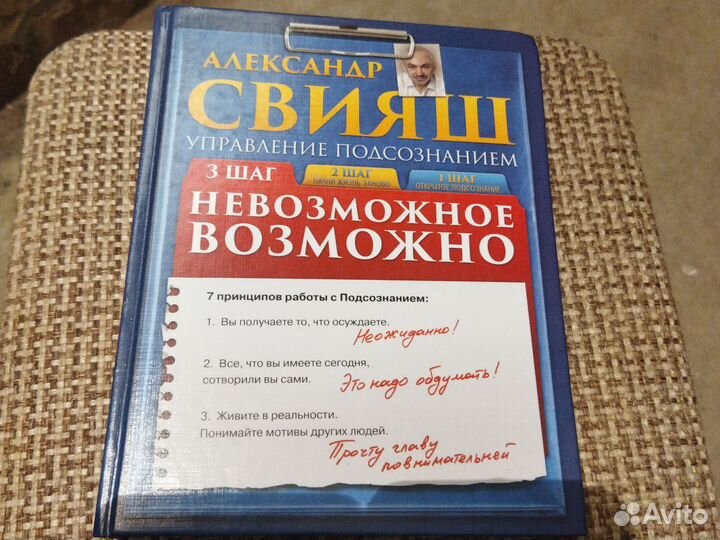 АЛЕКСАНДР
СВИЯШ
УПРАВЛЕНИЕ ПОДСОЗНАНИЕМ
3 ШАГ
2 ШАГ
НАЧНИ ЖИЗНЬ ЗАНОВО
1 ШАГ
ОТКРЫТОЕ ПОДСОЗНАНИЕ
НЕВОЗМОЖНОЕ
ВОЗМОЖНО
7 принципов работы с Подсознанием:
1. Вы получаете то, что осуждаете.
Неожиданно!
2. Все, что вы имеете сегодня,
сотворили вы сами.
Это надо обдумать!
3. Живите в реальности.
Понимайте мотивы других людей.
Прочту главу
повнимательней
Avito